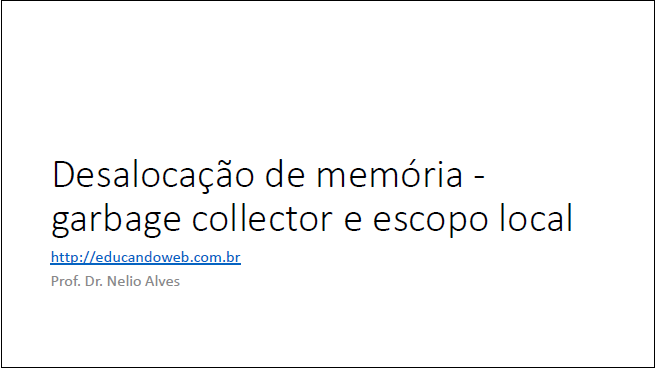 Desalocação de memória -
garbage collector e escopo local
http://educandoweb.com.br
Prof. Dr. Nelio Alves